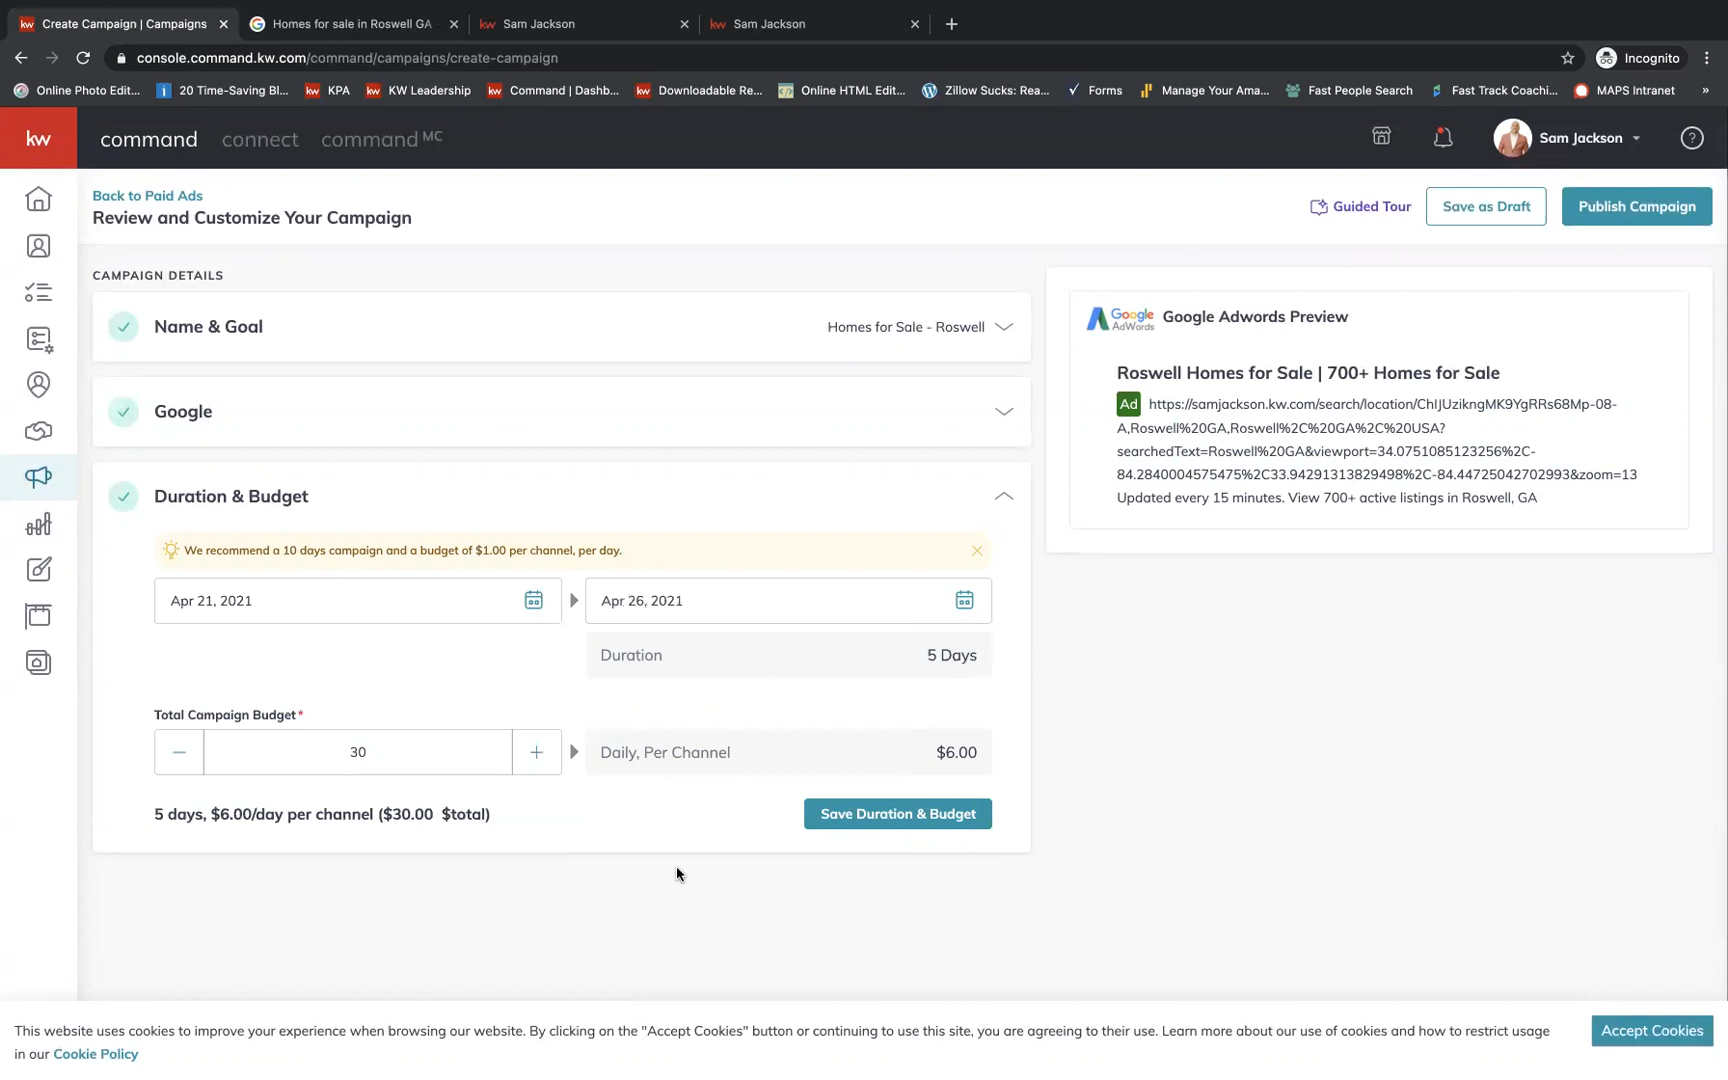 Create Campaign | Campaigns
Homes for sale in Roswell GA
kw Sam Jackson
kw Sam Jackson
console.command.kw.com/command/campaigns/create-campaign
Incognito
Online Photo Edit...
20 Time-Saving Bl...
KPA
KW Leadership
Command | Dashb...
Downloadable Re...
Online HTML Edit...
Zillow Sucks: Rea...
Forms
Manage Your Ama...
Fast People Search
Fast Track Coachi...
MAPS Intranet
»
kw
command
connect
command MC
Sam Jackson
?
Back to Paid Ads
Review and Customize Your Campaign
Guided Tour
Save as Draft
Publish Campaign
CAMPAIGN DETAILS
Name & Goal
Homes for Sale - Roswell
Google
Duration & Budget
We recommend a 10 days campaign and a budget of $1.00 per channel, per day.
Apr 21, 2021
Apr 26, 2021
Duration
5 Days
Total Campaign Budget*
30
Daily, Per Channel
$6.00
5 days, $6.00/day per channel ($30.00 $total)
Save Duration & Budget
Google AdWords
Google Adwords Preview
Roswell Homes for Sale | 700+ Homes for Sale
Ad https://samjackson.kw.com/search/location/ChIJUzikngMK9YgRRs68Mp-08-
A,Roswell%20GA,Roswell%2C%20GA%2C%20USA?
searchedText=Roswell%20GA&viewport=34.0751085123256%2C-
84.2840004575475%2C33.94291313829498%2C-84.44725042702993&zoom=13
Updated every 15 minutes. View 700+ active listings in Roswell, GA
This website uses cookies to improve your experience when browsing our website. By clicking on the "Accept Cookies" button or continuing to use this site, you are agreeing to their use. Learn more about our use of cookies and how to restrict usage
in our Cookie Policy
Accept Cookies